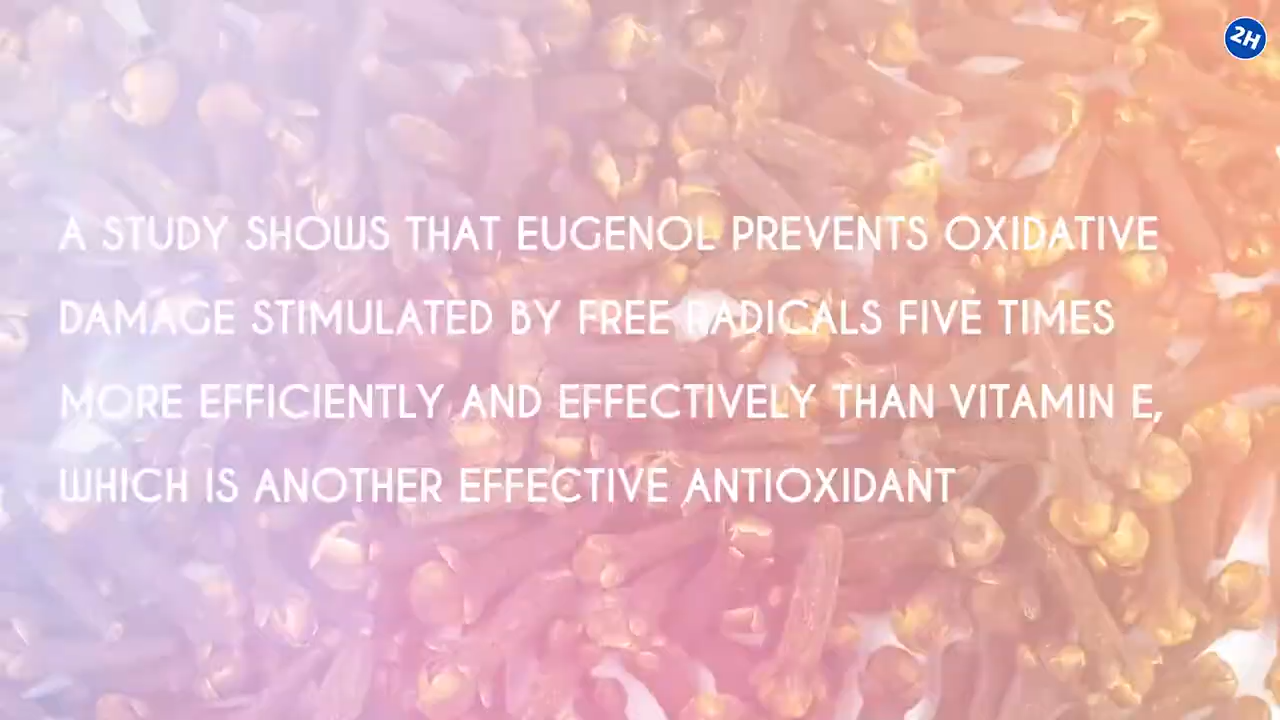 2H
A STUDY SHOWS THAT EUGENOL PREVENTS OXIDATIVE
DAMAGE STIMULATED BY FREE RADICALS FIVE TIMES
MORE EFFICIENTLY AND EFFECTIVELY THAN VITAMIN E,
WHICH IS ANOTHER EFFECTIVE ANTIOXIDANT